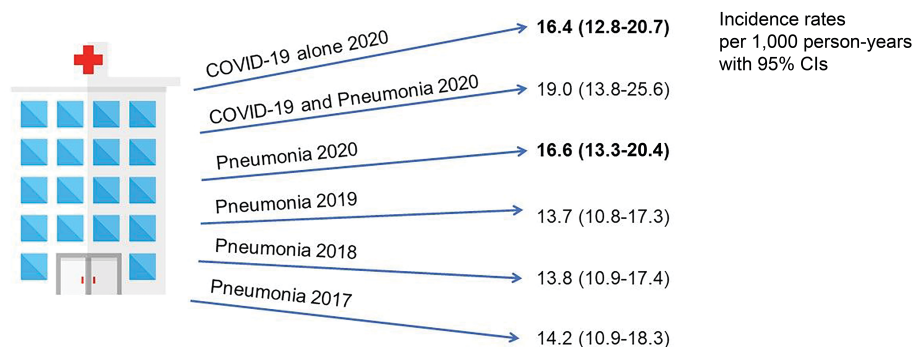 COVID-19 alone 2020
16.4 (12.8-20.7)
Incidence rates
per 1,000 person-years
with 95% CIs
COVID-19 and Pneumonia 2020
19.0 (13.8-25.6)
Pneumonia 2020
16.6 (13.3-20.4)
Pneumonia 2019
13.7 (10.8-17.3)
Pneumonia 2018
13.8 (10.9-17.4)
Pneumonia 2017
14.2 (10.9-18.3)